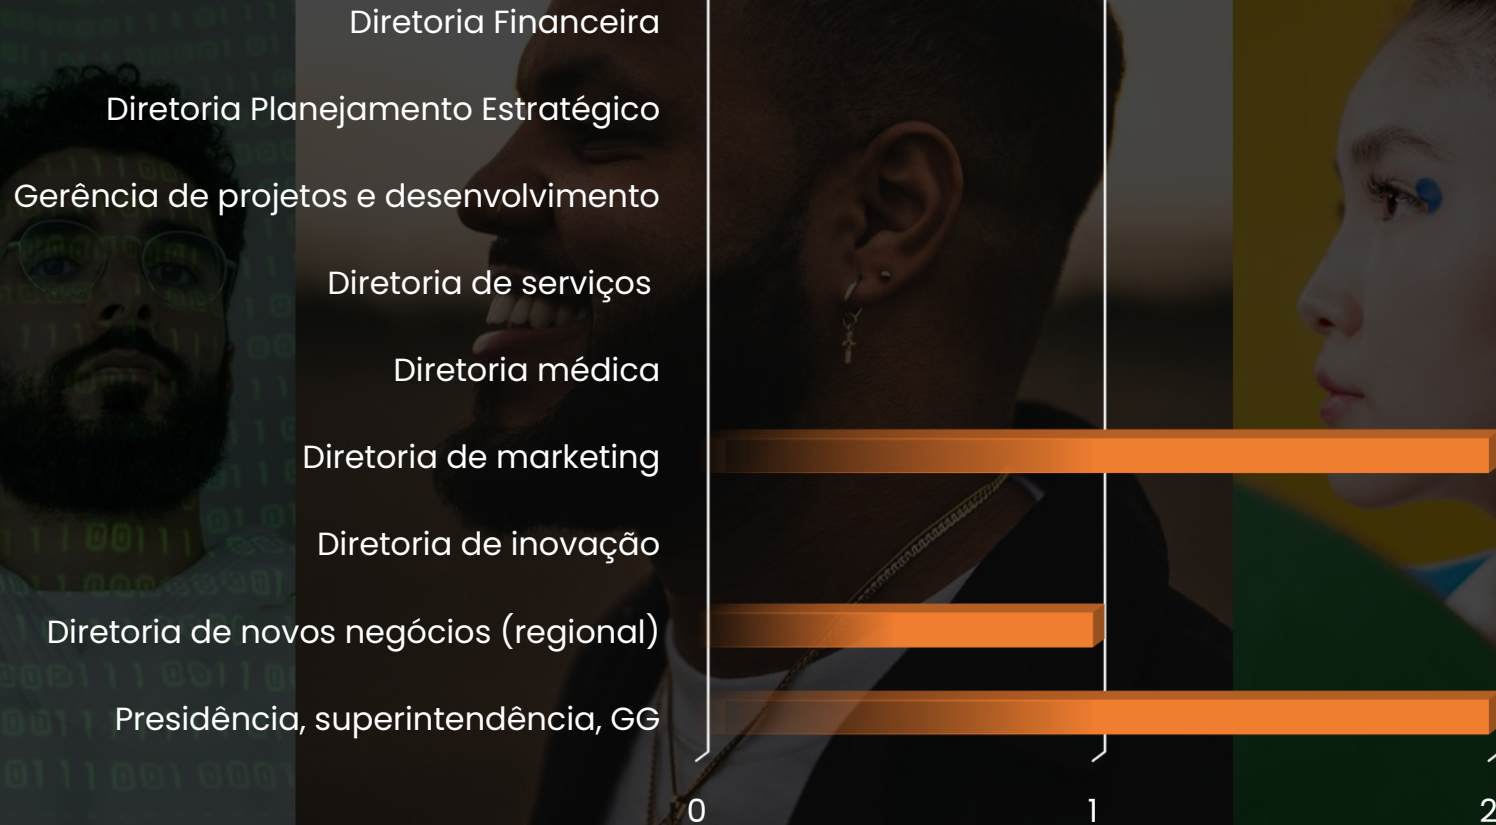 Diretoria Financeira
Diretoria Planejamento Estratégico
Gerência de projetos e desenvolvimento
Diretoria de serviços
Diretoria médica
Diretoria de marketing
Diretoria de inovação
Diretoria de novos negócios (regional)
Presidência, superintendência, GG
0 1 2